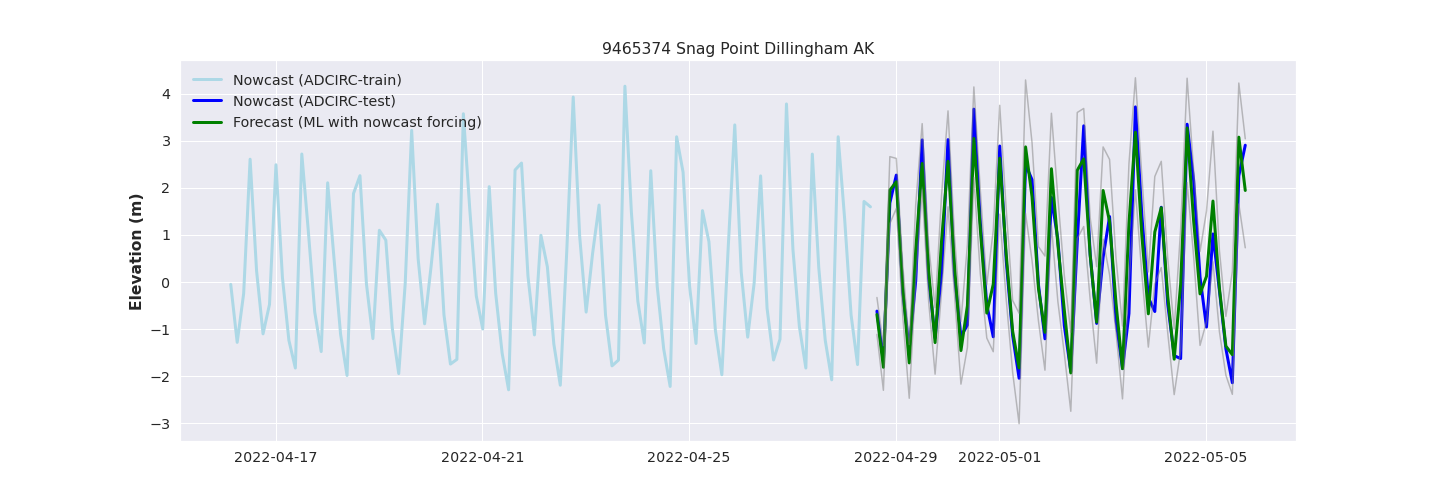 9465374 Snag Point Dillingham AK
Nowcast (ADCIRC-train)
Nowcast (ADCIRC-test)
Forecast (ML with nowcast forcing)
Elevation (m)
4
3
2
1
0
−1
−2
−3
2022-04-17
2022-04-21
2022-04-25
2022-04-29
2022-05-01
2022-05-05